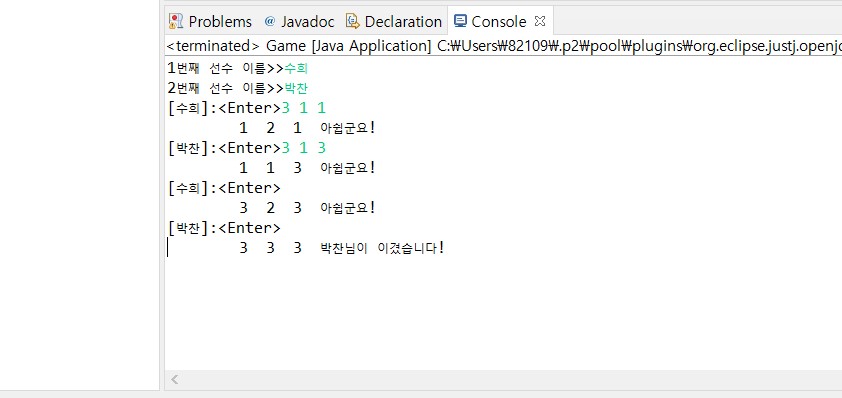 Problems @ Javadoc Declaration Console
<terminated> Game [Java Application] C:₩Users₩82109₩.p2₩pool₩plugins₩org.eclipse.justj.openjc
1번째 선수 이름>>수희
2번째 선수 이름>>박찬
[수희]:<Enter>3 1 1
1 2 1 아쉽군요!
[박찬]:<Enter>3 1 3
1 1 3 아쉽군요!
[수희]:<Enter>
3 2 3 아쉽군요!
[박찬]:<Enter>
3 3 3 박찬님이 이겼습니다!